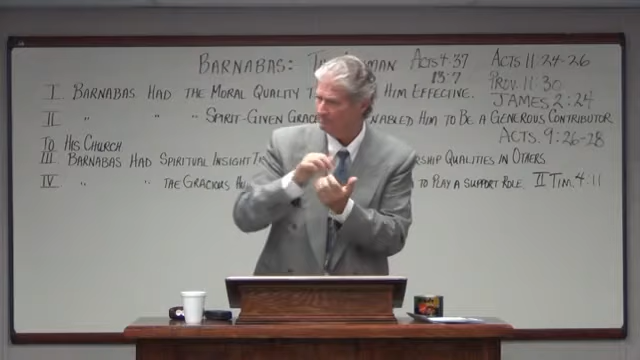 BARNABAS: MAN ACTS 4:37 ACTS 11:24-26
13:7 PROV. 11:30
I BARNABAS HAD THE MORAL QUALITY HIM EFFECTIVE. JAMES 2:24
II " " SPIRIT-GIVEN HIM TO BE A GENEROUS CONTRIBUTOR
TO HIS CHURCH ACTS. 9:26-28
III BARNABAS HAD SPIRITUAL INSIGHT QUALITIES IN OTHERS
IV " " THE GRACIOUS TO PLAY A SUPPORT ROLE. II TIM. 4:11